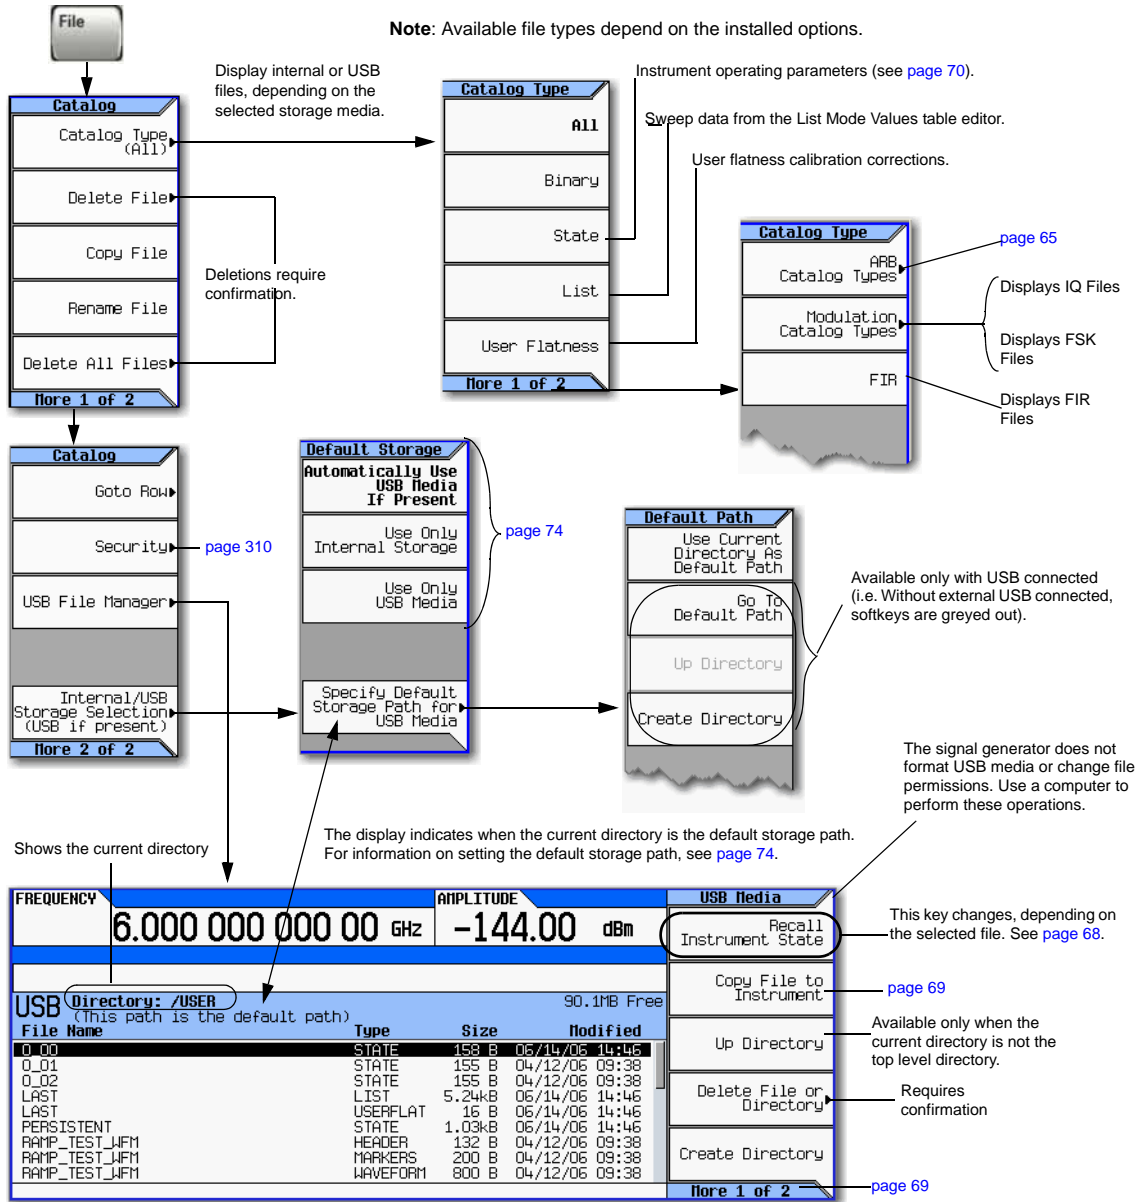 File
Note: Available file types depend on the installed options.
Display internal or USB
files, depending on the
selected storage media.
Instrument operating parameters (see page 70).
Sweep data from the List Mode Values table editor.
User flatness calibration corrections.
Catalog
Catalog Type
(All)
Delete File
Copy File
Rename File
Delete All Files
More 1 of 2
Deletions require
confirmation.
Catalog Type
All
Binary
State
List
User Flatness
More 1 of 2
Catalog Type
ARB
Catalog Types
Modulation
Catalog Types
FIR
page 65
Displays IQ Files
Displays FSK
Files
Displays FIR
Files
Catalog
Goto Row
Security
USB File Manager
Internal/USB
Storage Selection
(USB if present)
More 2 of 2
page 310
Default Storage
Automatically Use
USB Media
If Present
Use Only
Internal Storage
Use Only
USB Media
Specify Default
Storage Path for
USB Media
page 74
Default Path
Use Current
Directory As
Default Path
Go To
Default Path
Up Directory
Create Directory
Available only with USB connected
(i.e. Without external USB connected,
softkeys are greyed out).
The signal generator does not
format USB media or change file
permissions. Use a computer to
perform these operations.
Shows the current directory
The display indicates when the current directory is the default storage path.
For information on setting the default storage path, see page 74.
FREQUENCY
6.000 000 000 00 GHz
AMPLITUDE
-144.00 dBm
USB Directory: /USER
(This path is the default path)
90.1MB Free
File Name Type Size Modified
0_00 STATE 158 B 06/14/06 14:46
0_01 STATE 155 B 04/12/06 09:38
0_02 STATE 155 B 04/12/06 09:38
LAST LIST 5.24kB 06/14/06 14:46
LAST USERFLAT 16 B 06/14/06 14:46
PERSISTENT STATE 1.03kB 06/14/06 14:46
RAMP_TEST_WFM HEADER 132 B 04/12/06 09:38
RAMP_TEST_WFM MARKERS 200 B 04/12/06 09:38
RAMP_TEST_WFM WAVEFORM 800 B 04/12/06 09:38
USB Media
Recall
Instrument State
Copy File to
Instrument
Up Directory
Delete File or
Directory
Create Directory
More 1 of 2
This key changes, depending on
the selected file. See page 68.
page 69
Available only when the
current directory is not the
top level directory.
Requires
confirmation
page 69